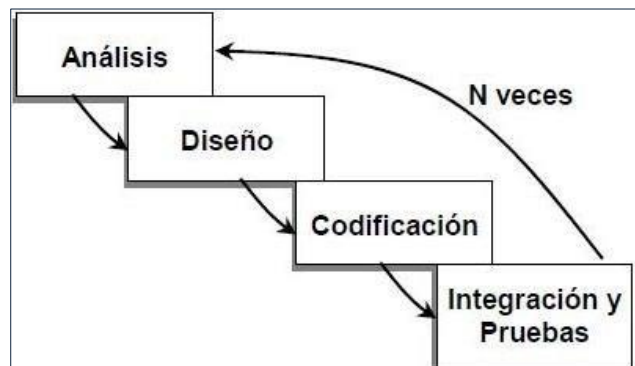 Análisis
N veces
Diseño
Codificación
Integración y
Pruebas